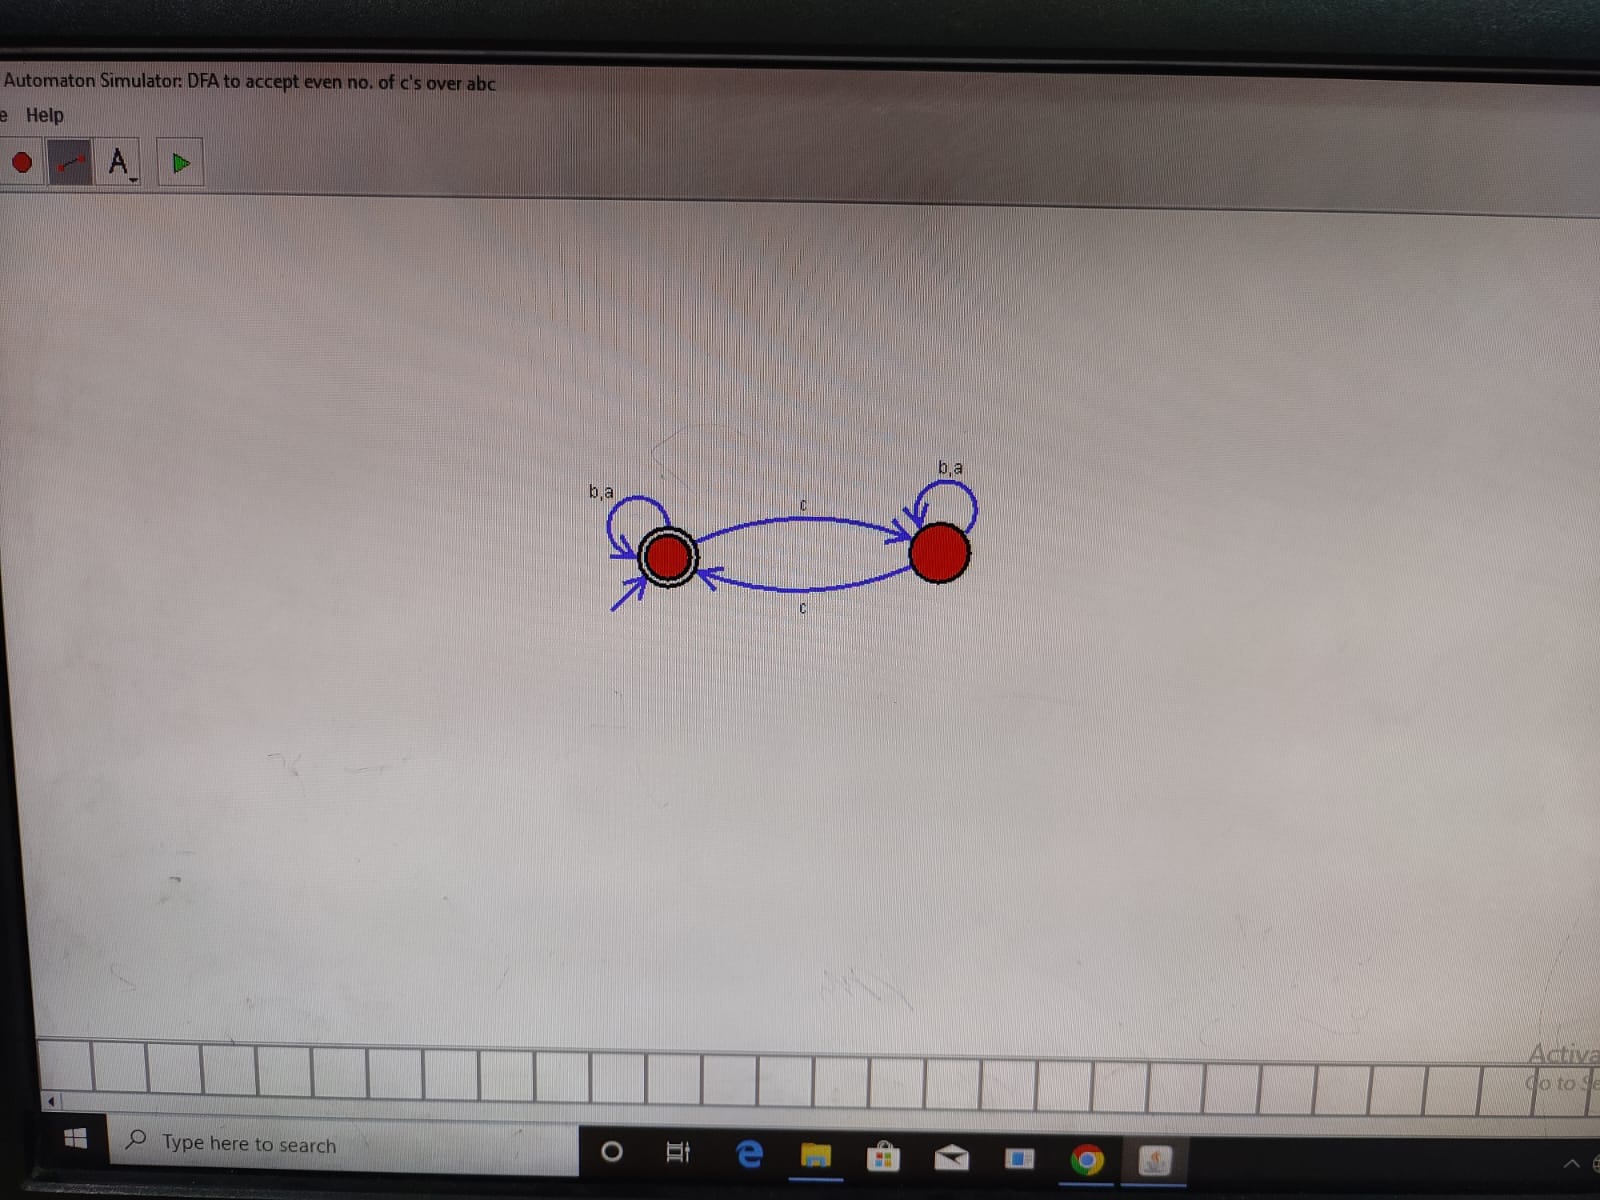 Automaton Simulator: DFA to accept even no. of c's over abc
e Help
A
b,a
b,a
c
c
Activa
Go to Se
Type here to search